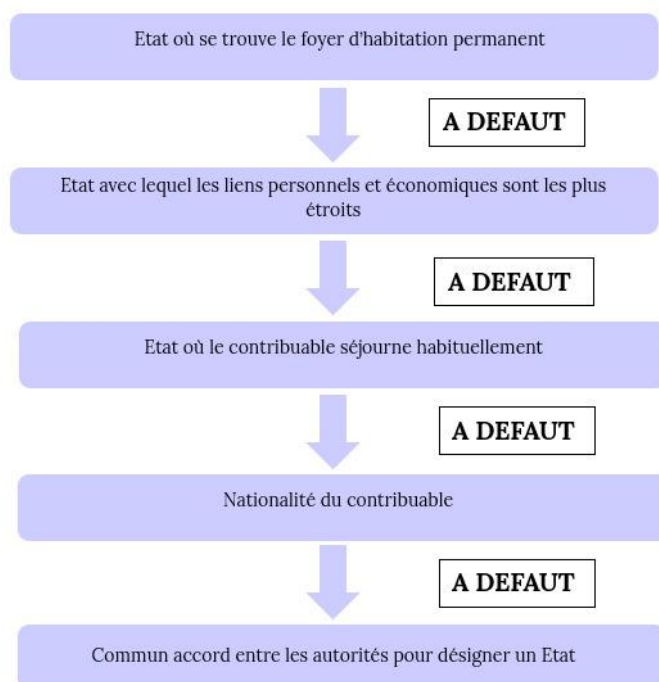 Etat où se trouve le foyer d’habitation permanent
A DEFAUT
Etat avec lequel les liens personnels et économiques sont les plus
étroits
A DEFAUT
Etat où le contribuable séjourne habituellement
A DEFAUT
Nationalité du contribuable
A DEFAUT
Commun accord entre les autorités pour désigner un Etat